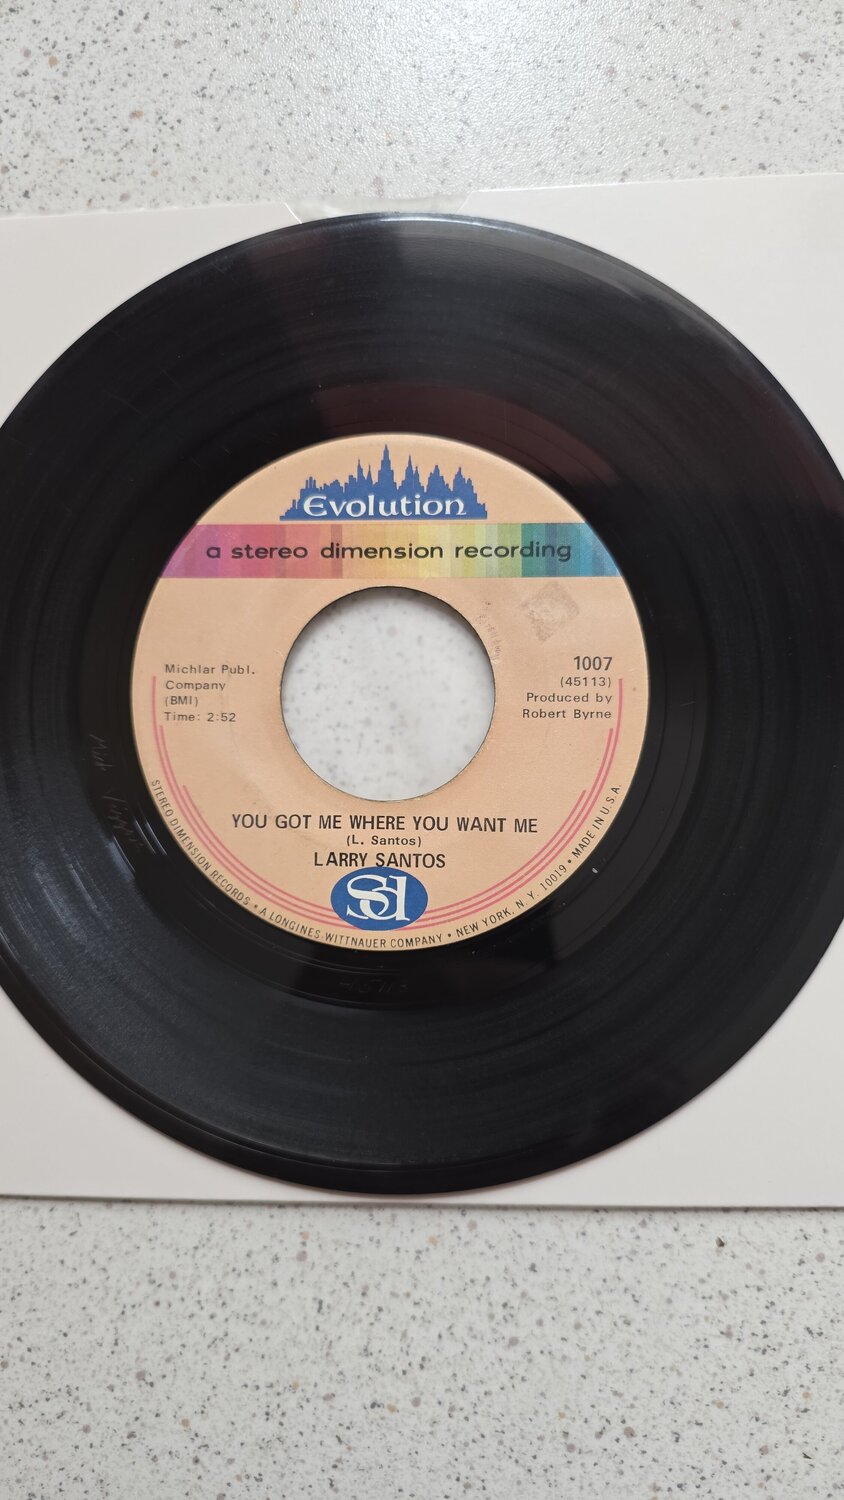 Evolution
a stereo dimension recording
Michlar Publ.
Company
(BMI)
Time: 2:52
1007
(45113)
Produced by
Robert Byrne
YOU GOT ME WHERE YOU WANT ME
(L. Santos)
LARRY SANTOS
Sd
STEREO DIMENSION RECORDS • A LONGINES-WITTNAUER COMPANY • NEW YORK, N. Y. 10019 • MADE IN U.S.A.